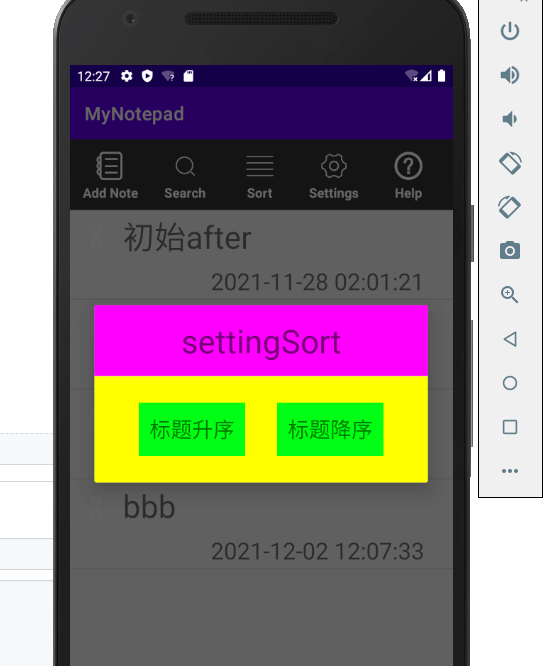 12:27
MyNotepad
Add Note Search Sort Settings Help
初始after
2021-11-28 02:01:21
settingSort
标题升序 标题降序
bbb
2021-12-02 12:07:33